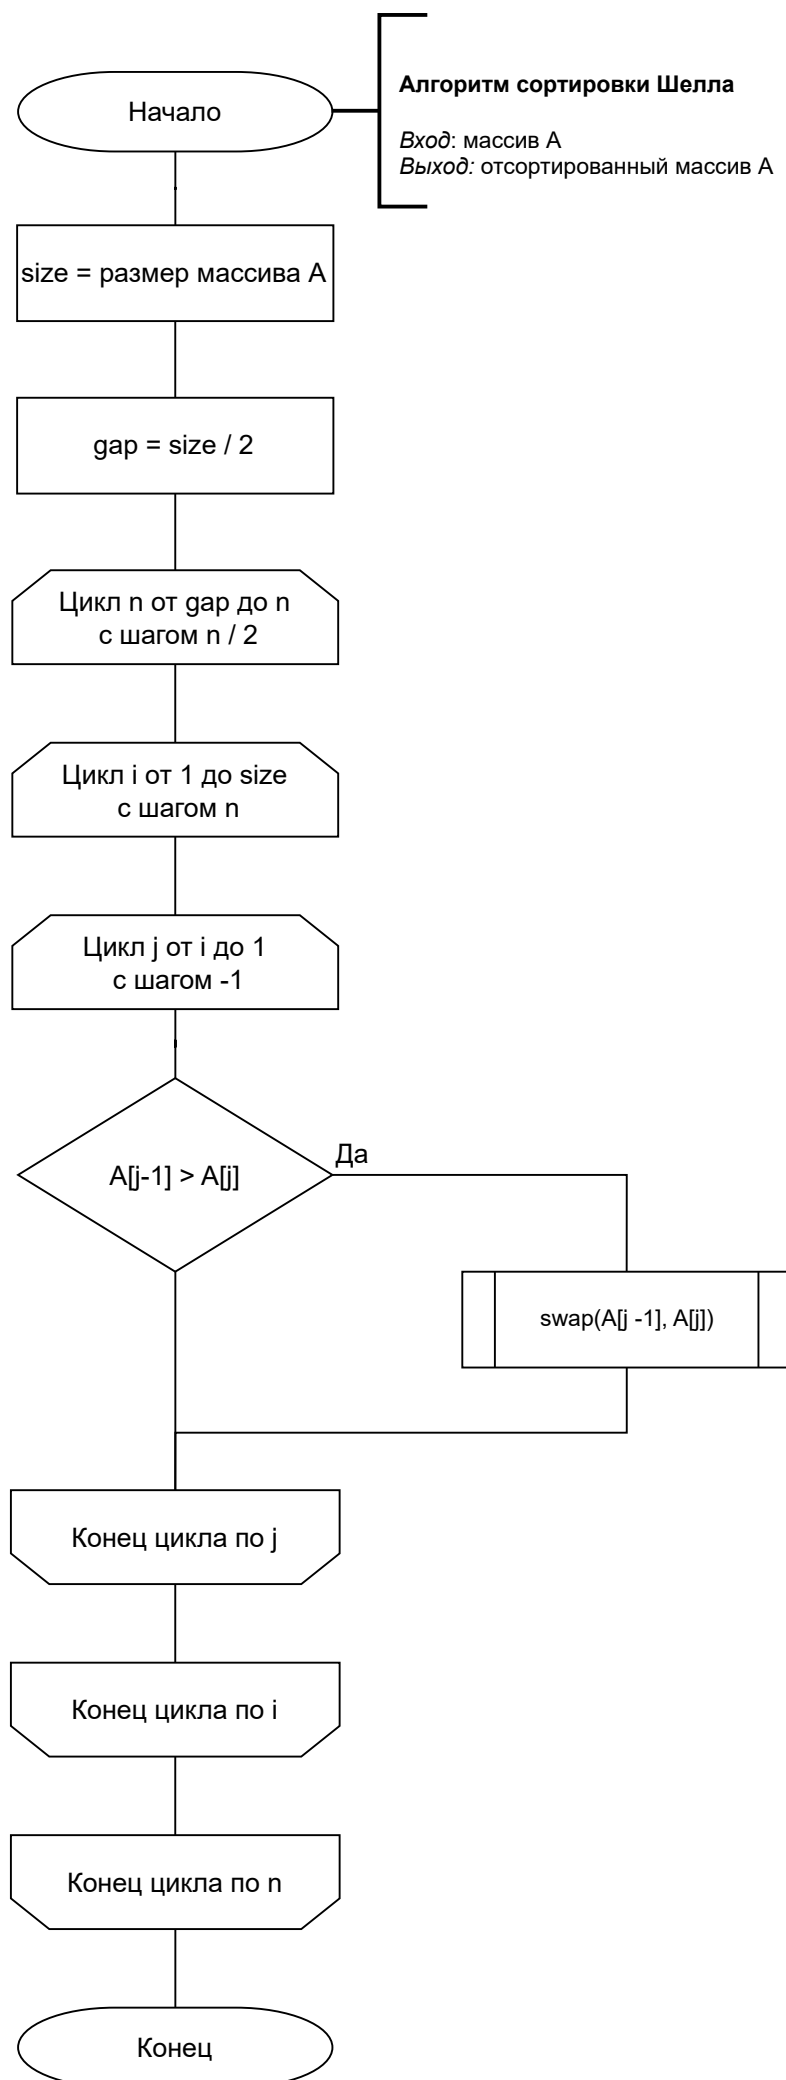 Начало
Алгоритм сортировки Шелла
Вход: массив А
Выход: отсортированный массив А
size = размер массива А
gap = size / 2
Цикл n от gap до n
с шагом n / 2
Цикл i от 1 до size
с шагом n
Цикл j от i до 1
с шагом -1
A[j-1] > A[j]
Да
swap(A[j -1], A[j])
Конец цикла по j
Конец цикла по i
Конец цикла по n
Конец